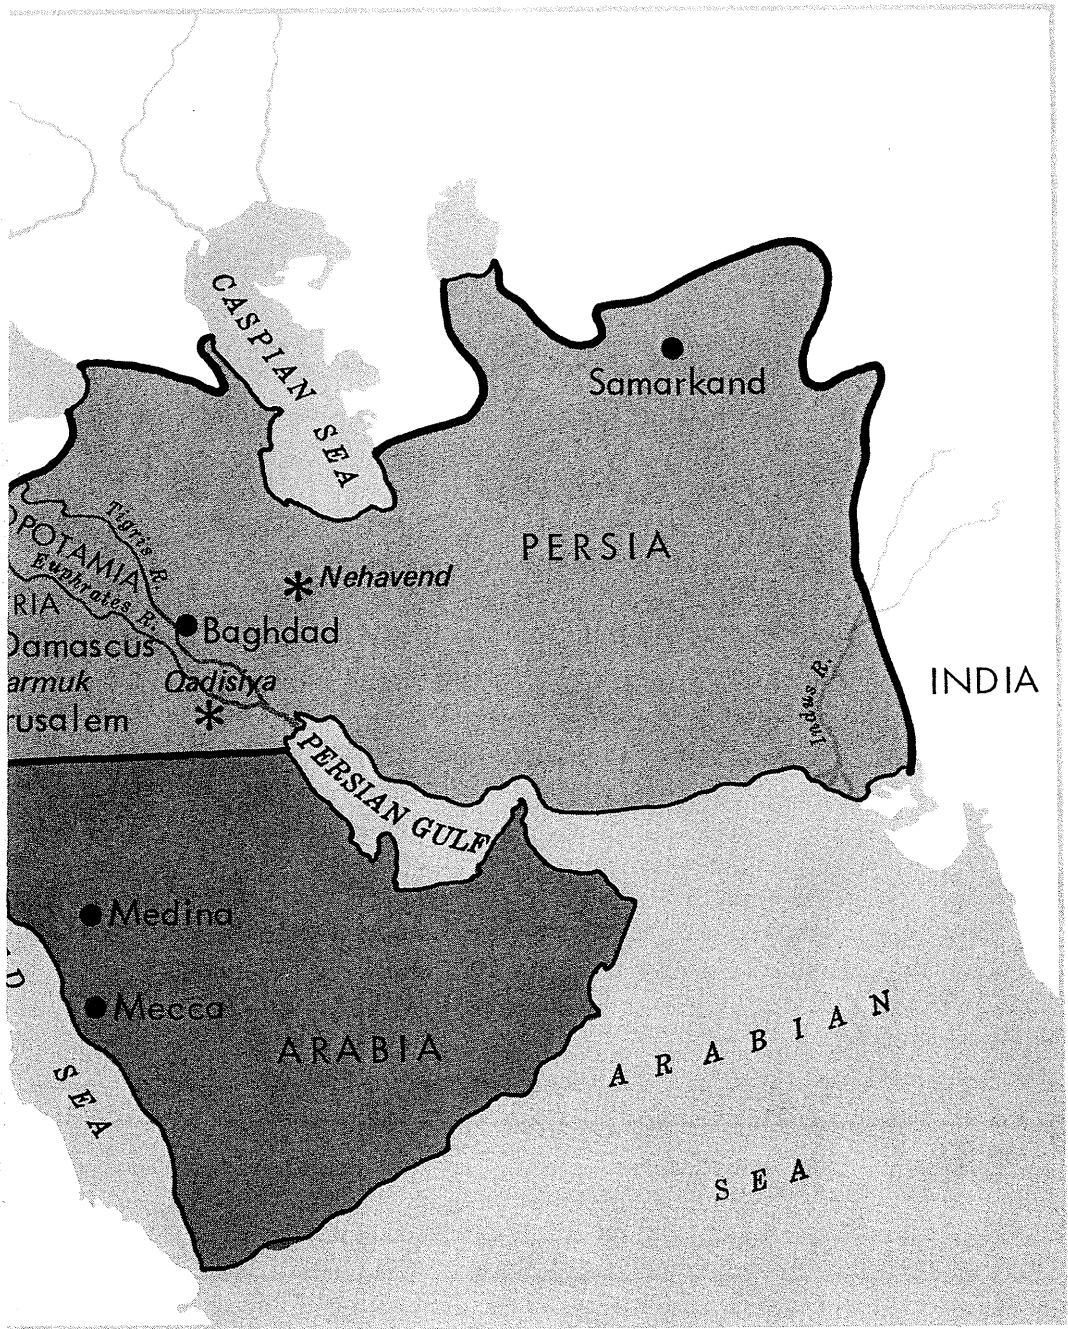 CASPIAN SEA
Samarkand
PERSIA
Tigris R.
OPOTAMIA
Euphrates R.
Nehavend
RIA
Baghdad
Damascus
armuk
Qadisiya
rusalem
INDIA
Indus R.
PERSIAN GULF
Medina
Mecca
D
SEA
ARABIA
ARABIAN
SEA